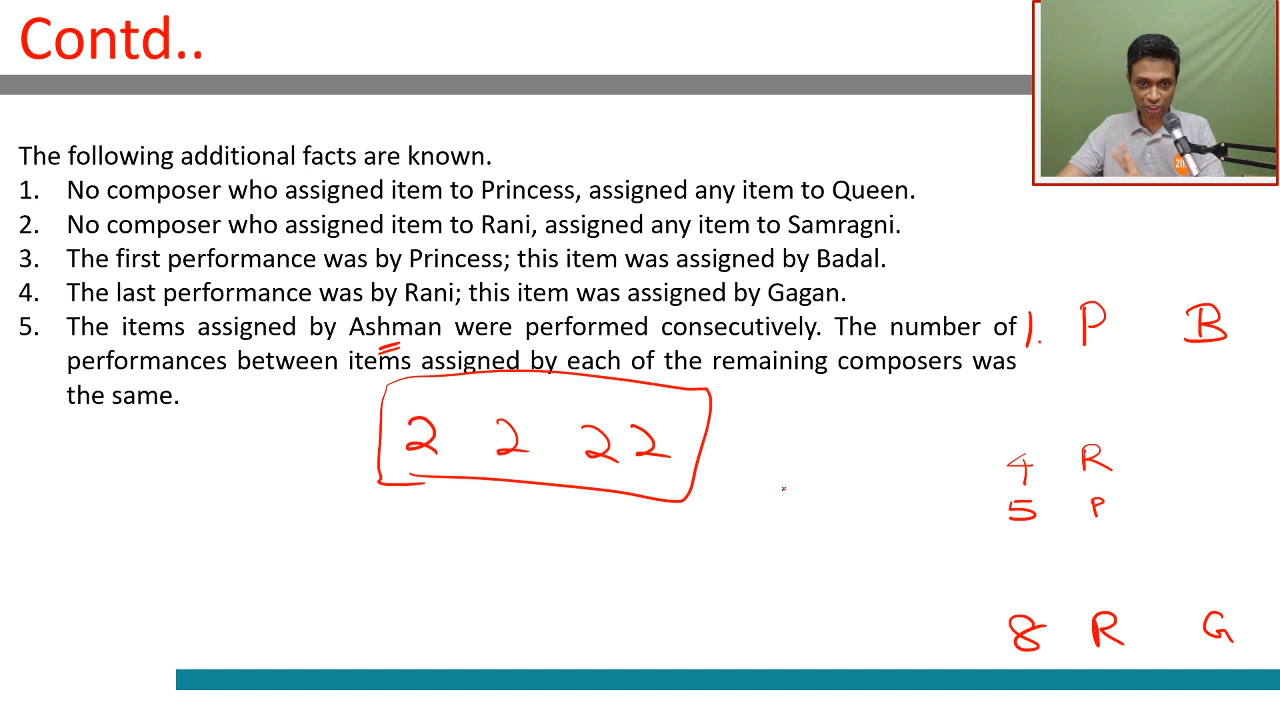 Contd..
The following additional facts are known.
1. No composer who assigned item to Princess, assigned any item to Queen.
2. No composer who assigned item to Rani, assigned any item to Samragni.
3. The first performance was by Princess; this item was assigned by Badal.
4. The last performance was by Rani; this item was assigned by Gagan.
5. The items assigned by Ashman were performed consecutively. The number of
performances between items assigned by each of the remaining composers was
the same.
1. P B
2 2 2 2
4 R
5 P
8 R G